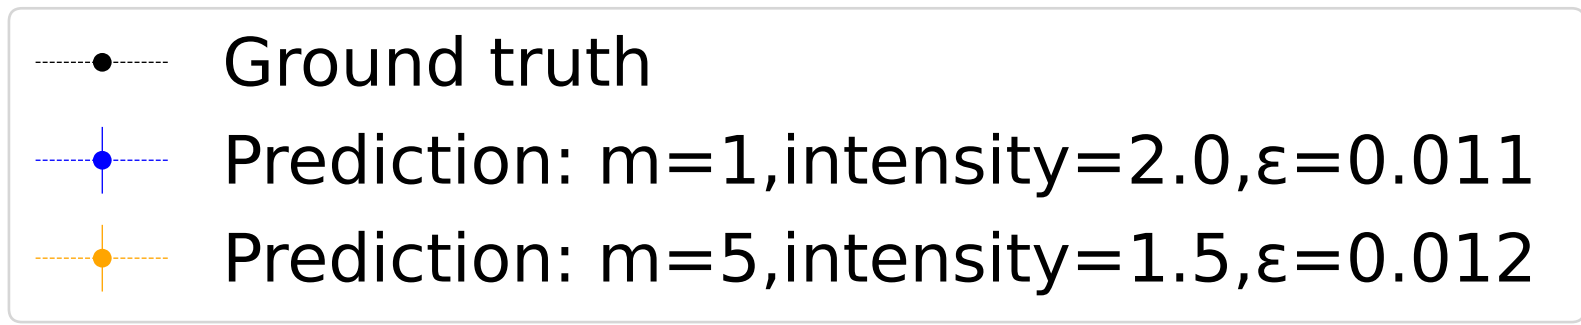 Ground truth
Prediction: m=1,intensity=2.0,ε=0.011
Prediction: m=5,intensity=1.5,ε=0.012